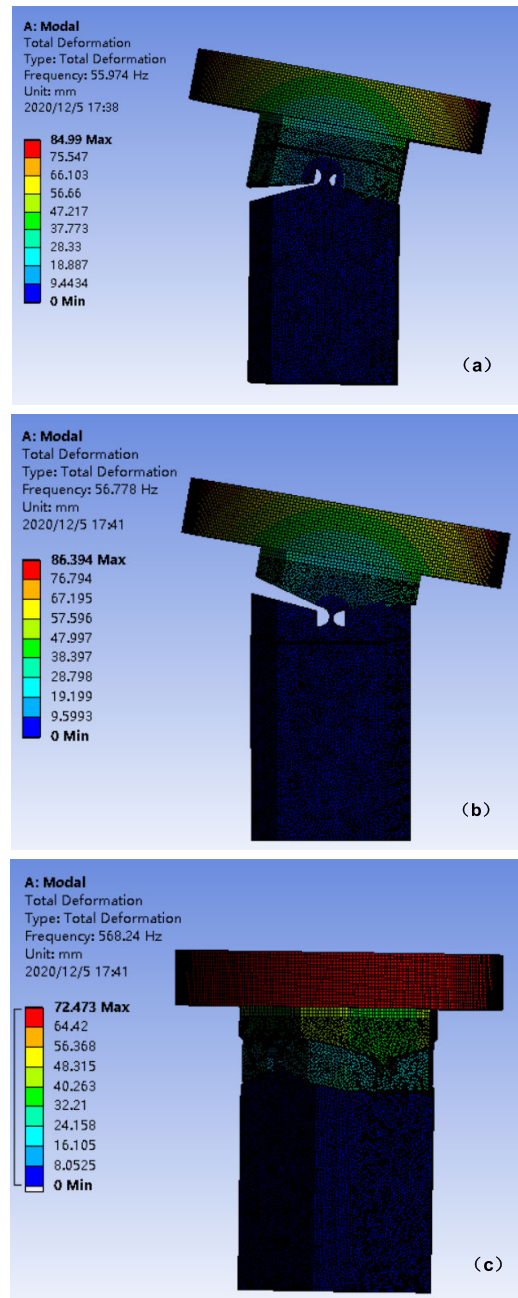 A: Modal
Total Deformation
Type: Total Deformation
Frequency: 55.974 Hz
Unit: mm
2020/12/5 17:38
84.99 Max
75.547
66.103
56.66
47.217
37.773
28.33
18.887
9.4434
0 Min
（a）
A: Modal
Total Deformation
Type: Total Deformation
Frequency: 56.778 Hz
Unit: mm
2020/12/5 17:41
86.394 Max
76.794
67.195
57.596
47.997
38.397
28.798
19.199
9.5993
0 Min
（b）
A: Modal
Total Deformation
Type: Total Deformation
Frequency: 568.24 Hz
Unit: mm
2020/12/5 17:41
72.473 Max
64.42
56.368
48.315
40.263
32.21
24.158
16.105
8.0525
0 Min
（c）